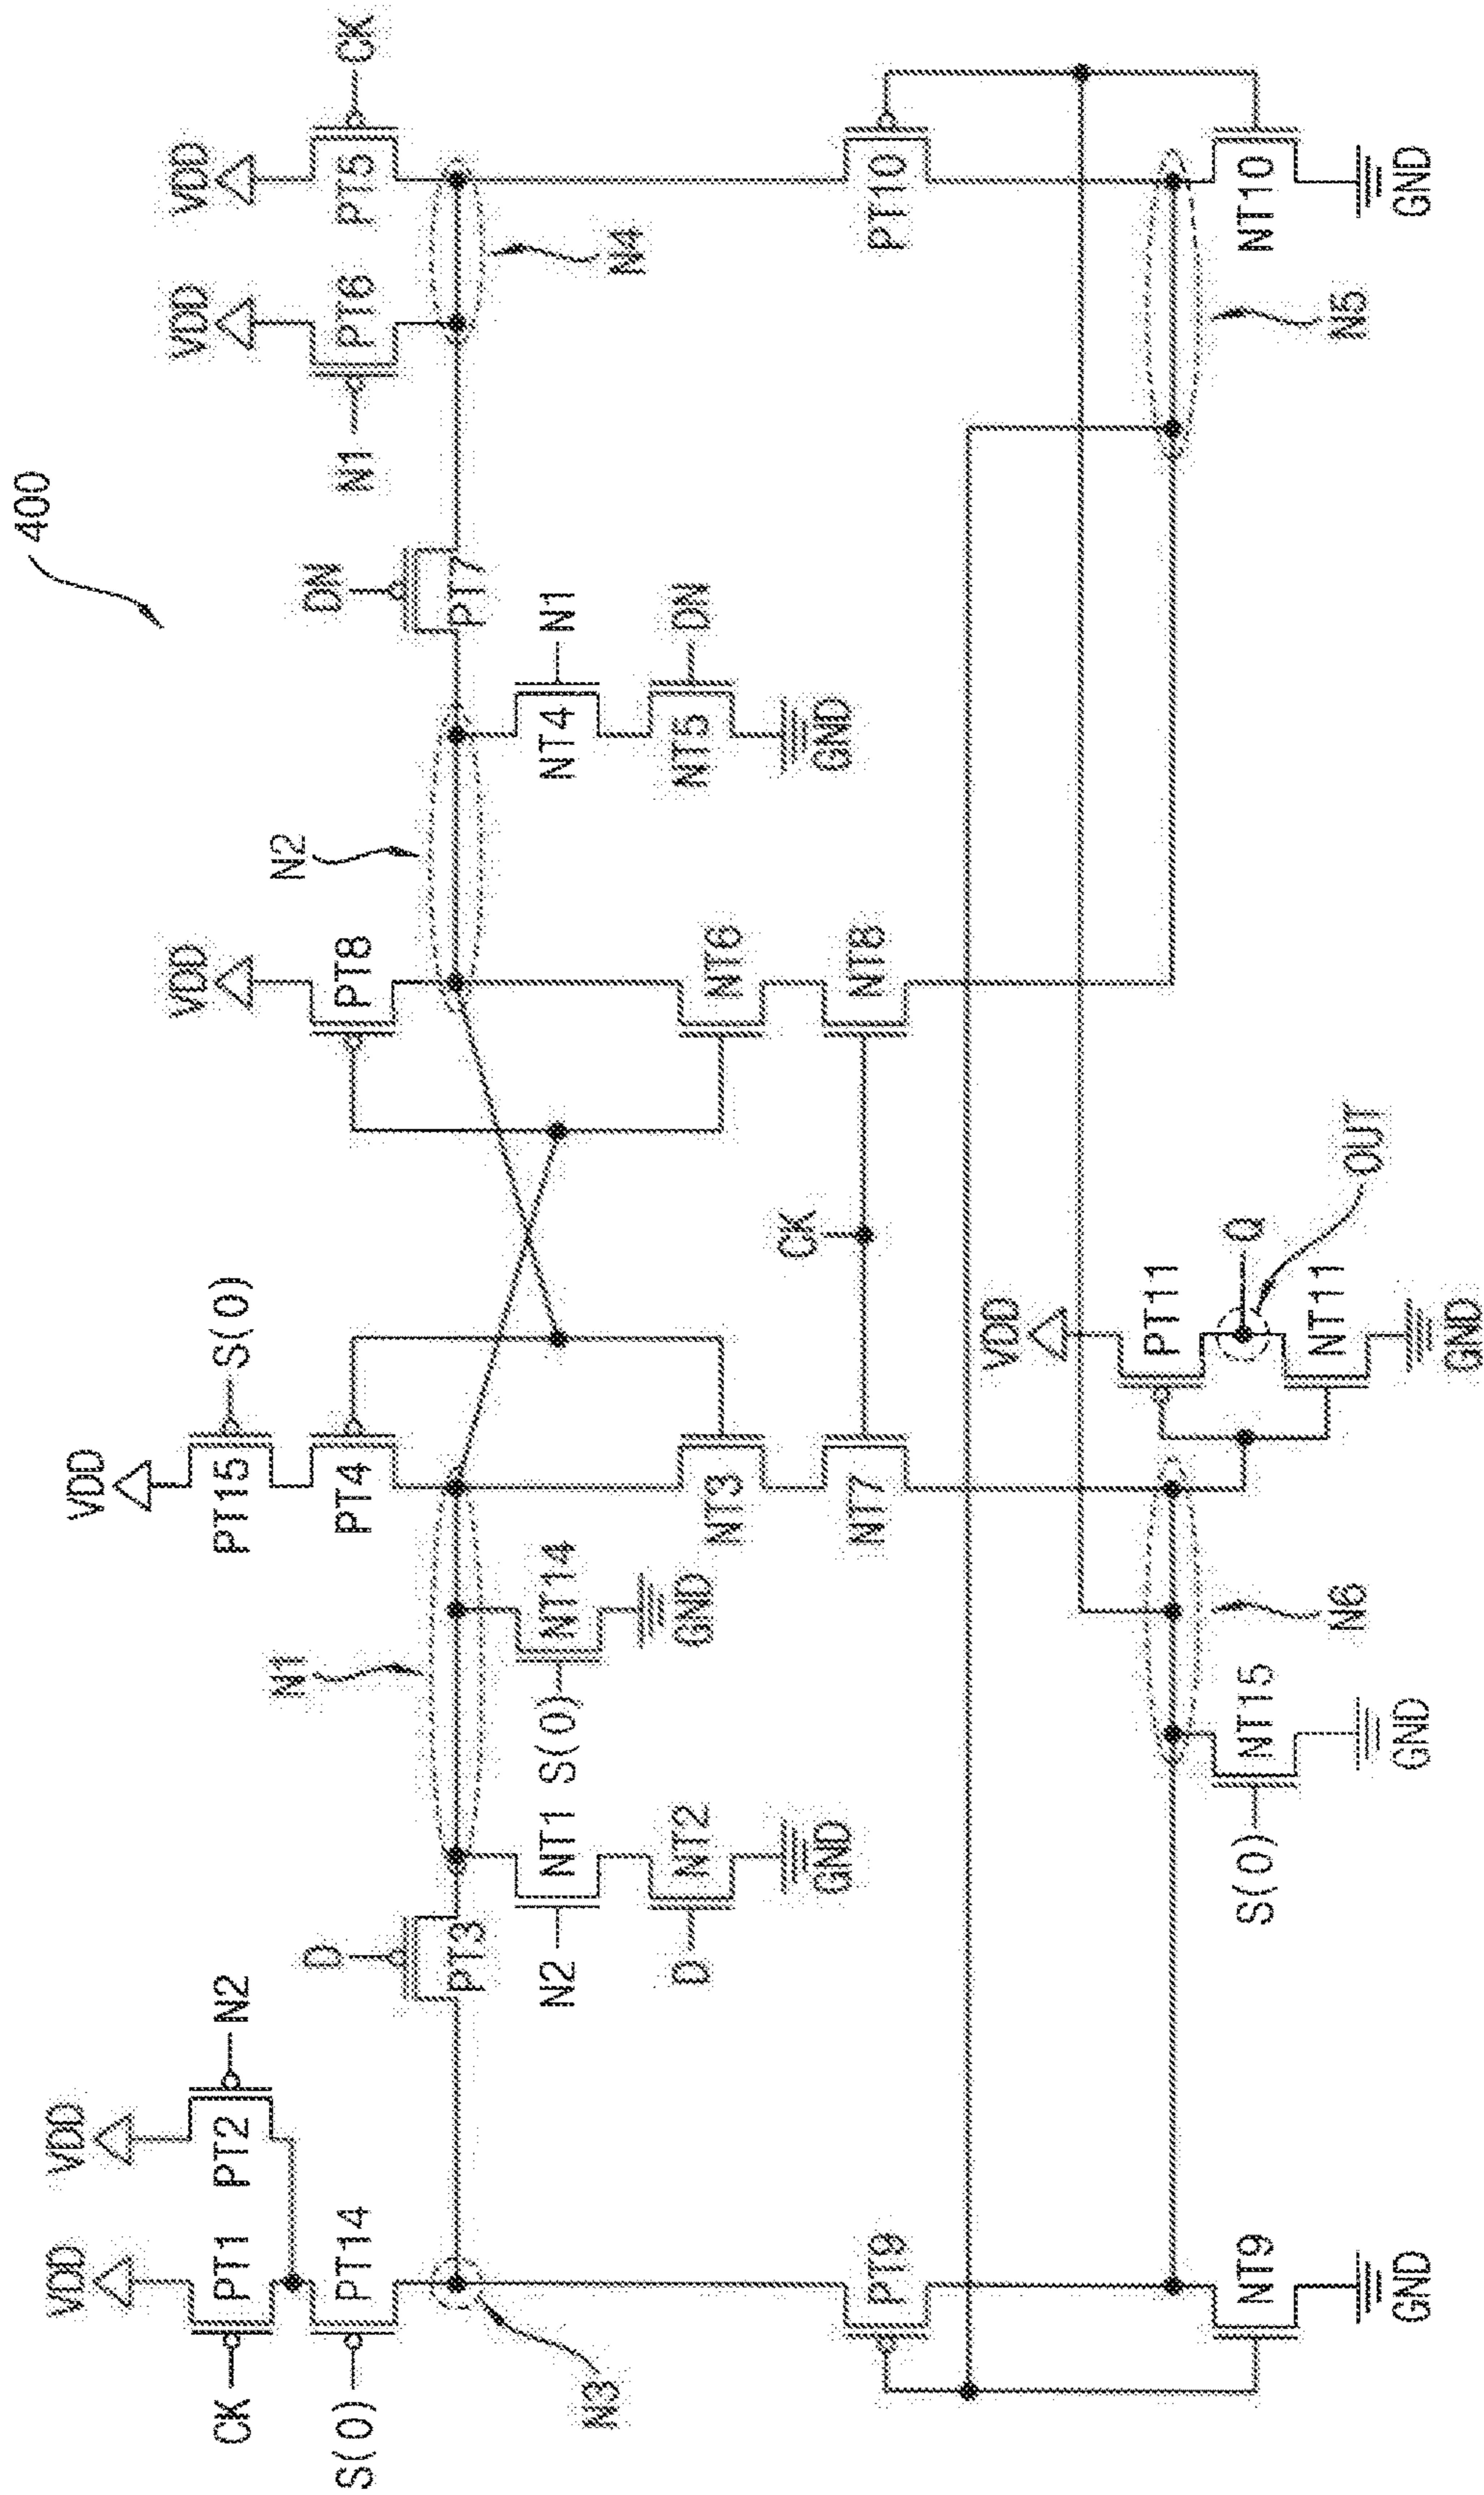 400
VDD
VDD
VDD
VDD
VDD
VDD
CK
PT1
PT2
N2
PT15
S(0)
S(0)
PT14
PT4
PT8
N1
PT6
PT5
CK
N1
N2
D
DN
N3
PT3
PT7
N4
N2
NT1
S(0)
NT14
NT4
N1
D
NT2
GND
NT5
DN
GND
GND
NT3
NT6
CK
PT9
NT7
NT8
PT10
VDD
PT11
Q
NT9
S(0)
NT15
NT11
NT10
N6
OUT
N5
GND
GND
GND
GND